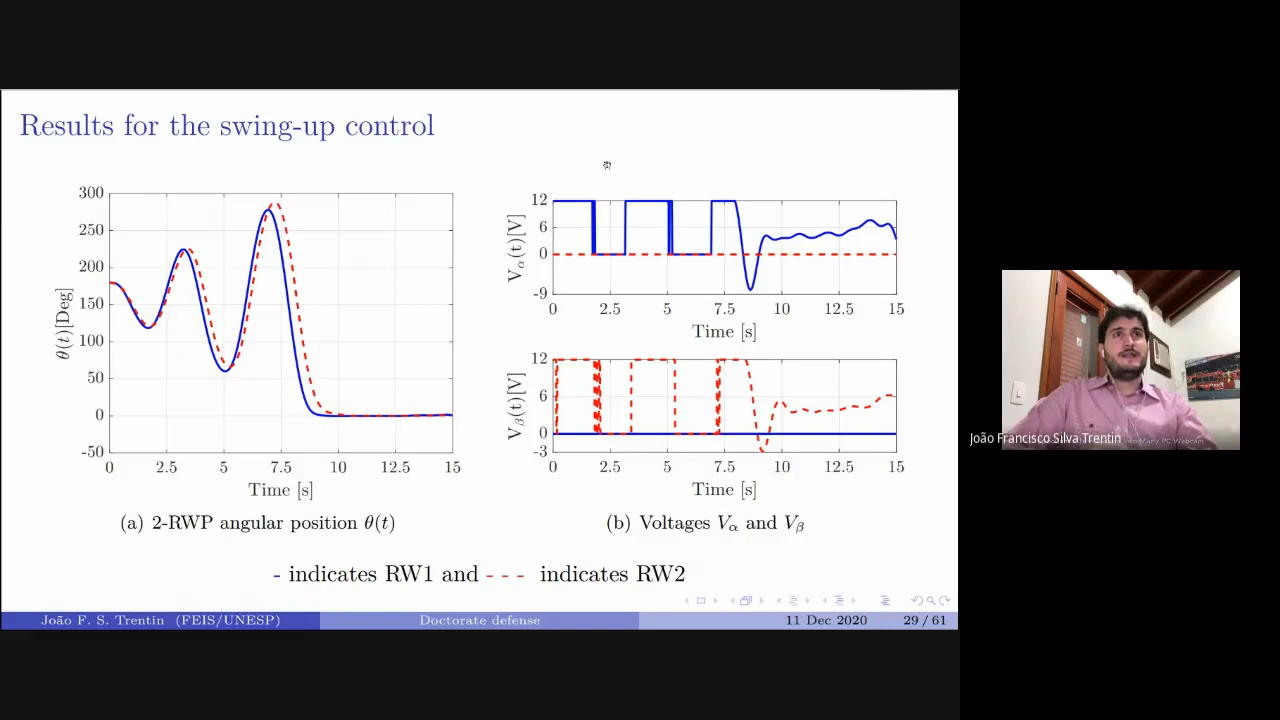 Results for the swing-up control
300
250
200
150
100
50
0
-50
θ(t)[Deg]
0 2.5 5 7.5 10 12.5 15
Time [s]
(a) 2-RWP angular position θ(t)
12
6
0
-9
Vα(t)[V]
0 2.5 5 7.5 10 12.5 15
Time [s]
12
6
0
-3
Vβ(t)[V]
0 2.5 5 7.5 10 12.5 15
Time [s]
(b) Voltages Vα and Vβ
- indicates RW1 and - - - indicates RW2
João F. S. Trentin (FEIS/UNESP) Doctorate defense 11 Dec 2020 29 / 61
João Francisco Silva Trentin
PC Webcam